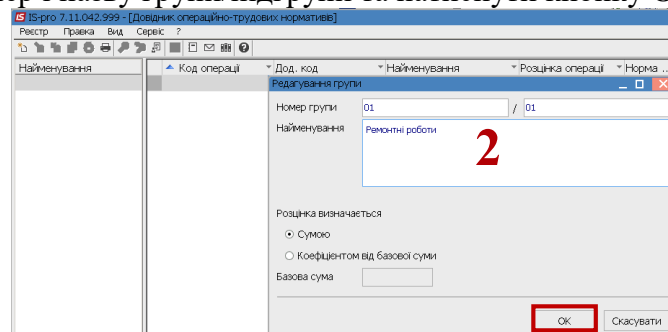 IS-pro 7.11.042.999 - [Довідник операційно-трудових нормативів]
Реєстр Правка Вид Сервіс ?
Найменування Код операції Дод. код Найменування Розцінка операції Норма ...
Редагування групи
Номер групи 01 / 01
Найменування Ремонтні роботи
2
Розцінка визначається
Сумою
Коефіцієнтом від базової суми
Базова сума
OK Скасувати